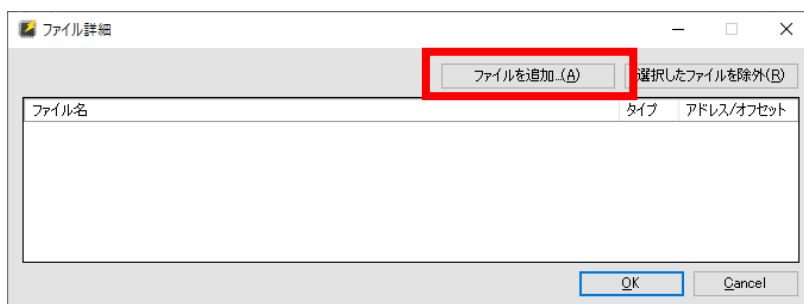 ファイル詳細
ファイルを追加...(A) 選択したファイルを除外(R)
ファイル名 タイプ アドレス/オフセット
OK Cancel